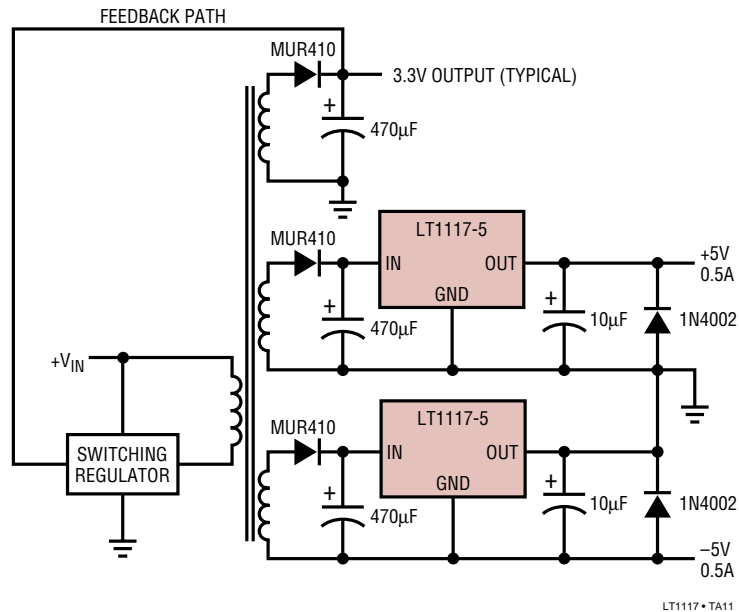 FEEDBACK PATH
MUR410
3.3V OUTPUT (TYPICAL)
+
470µF
MUR410
LT1117-5
IN
OUT
GND
+5V
0.5A
+
470µF
+
10µF
1N4002
+VIN
SWITCHING
REGULATOR
MUR410
LT1117-5
IN
OUT
GND
+
470µF
+
10µF
1N4002
–5V
0.5A
LT1117 • TA11